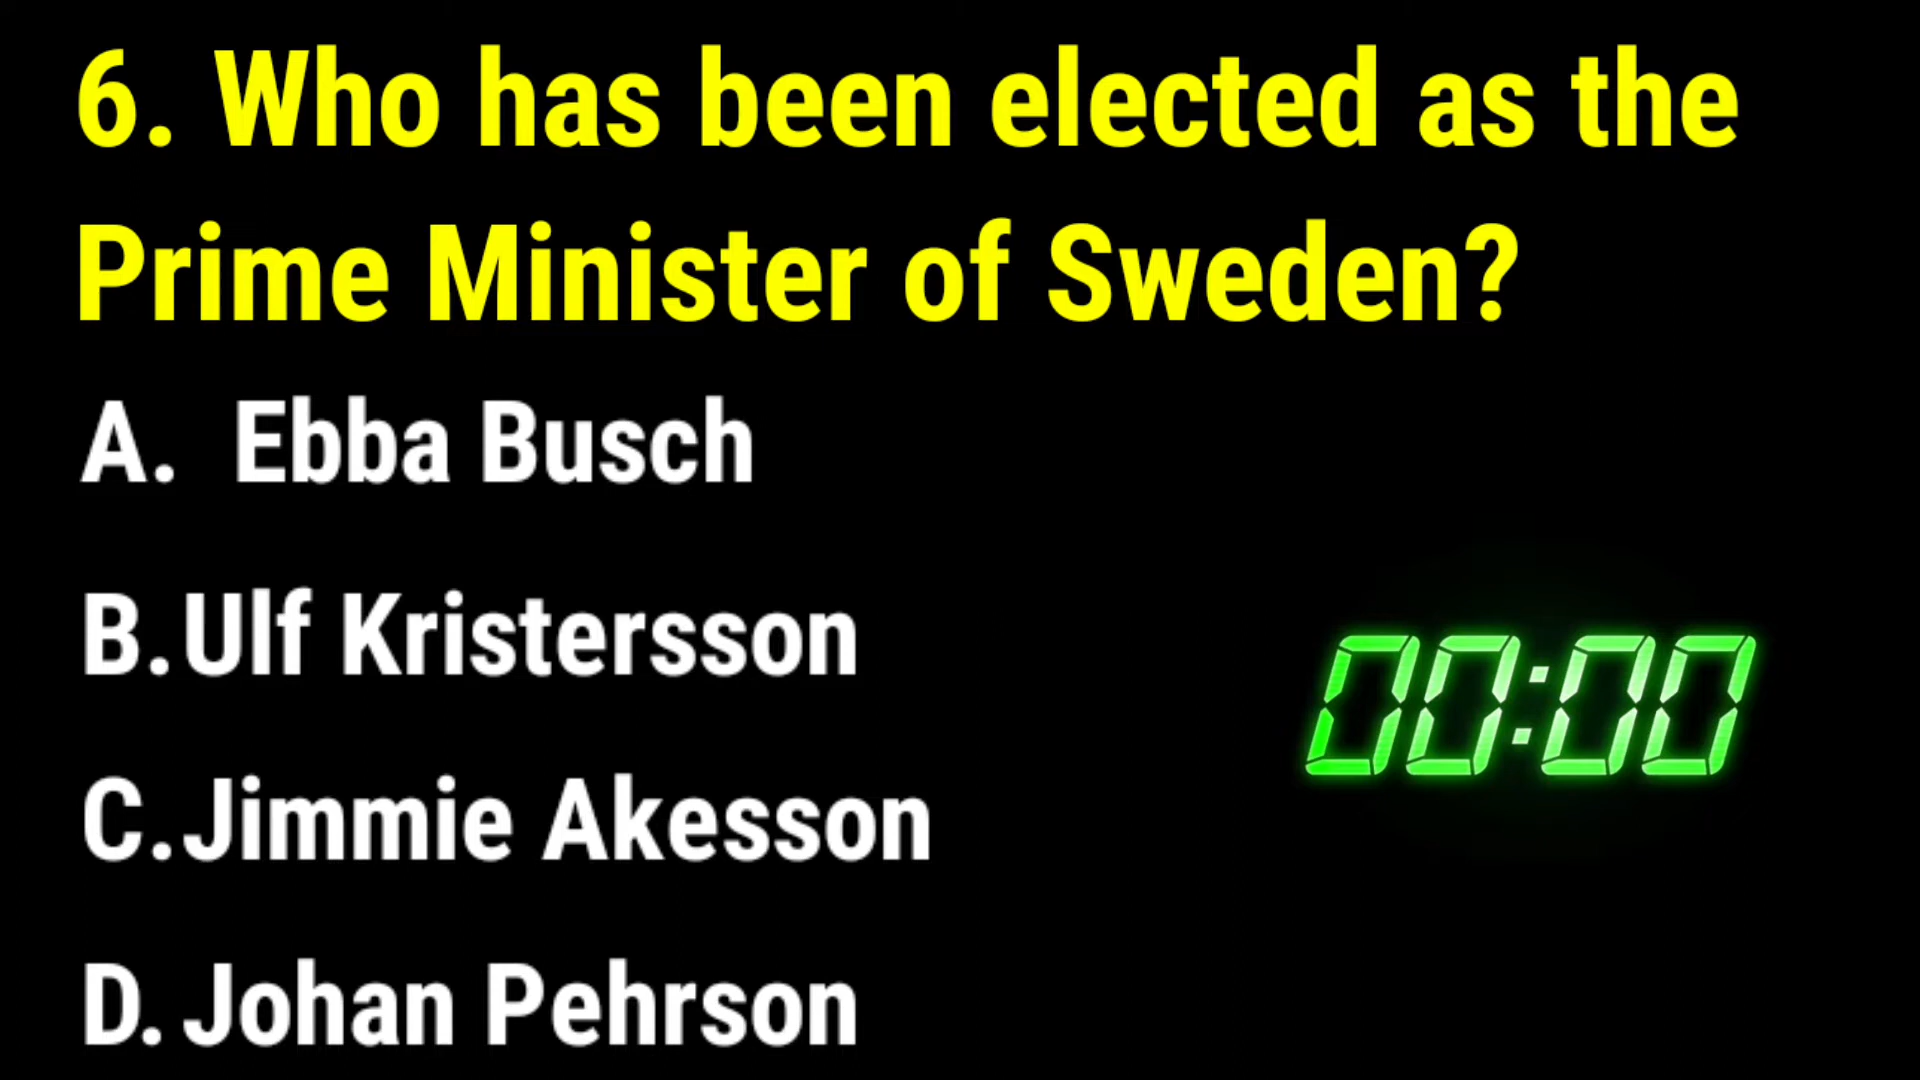 6. Who has been elected as the
Prime Minister of Sweden?
A. Ebba Busch
B. Ulf Kristersson
C. Jimmie Akesson
D. Johan Pehrson
00:00